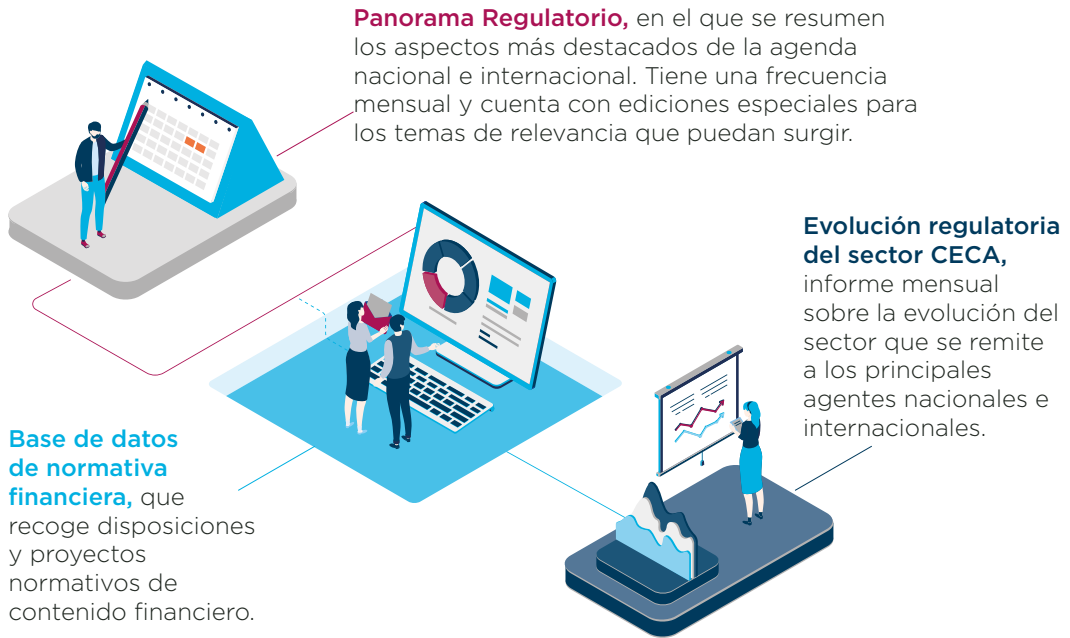 Panorama Regulatorio, en el que se resumen
los aspectos más destacados de la agenda
nacional e internacional. Tiene una frecuencia
mensual y cuenta con ediciones especiales para
los temas de relevancia que puedan surgir.
Evolución regulatoria
del sector CECA,
informe mensual
sobre la evolución del
sector que se remite
a los principales
agentes nacionales e
internacionales.
Base de datos
de normativa
financiera, que
recoge disposiciones
y proyectos
normativos de
contenido financiero.